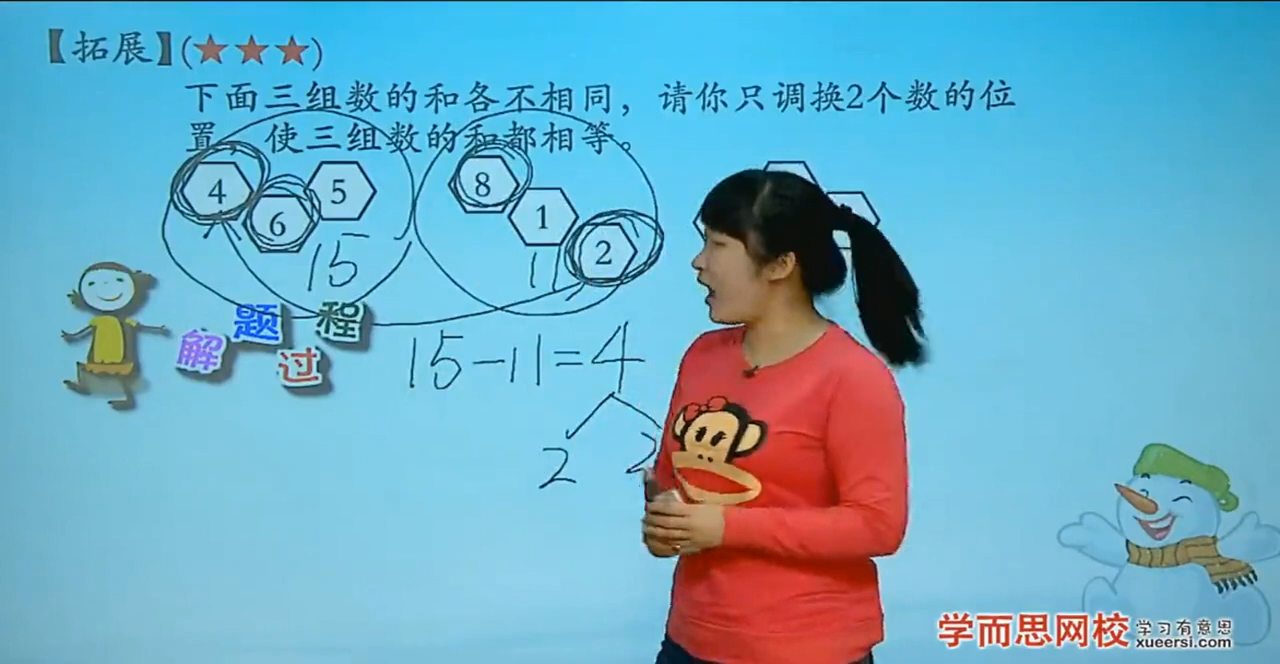 【拓展】(★★★)
下面三组数的和各不相同，请你只调换2个数的位
置，使三组数的和都相等。
4 6 5 8 1 2
15 11
解题过程
15-11=4
2 2
学而思网校 学习有意思
xueersi.com